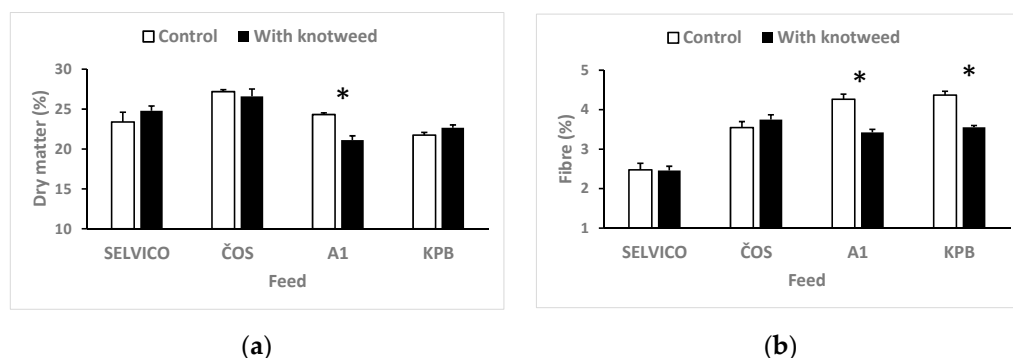 Control With knotweed
30
25
20
15
10
Dry matter (%)
*
SELVICO ČOS A1 KPB
Feed
(a)
Control With knotweed
5
4
3
2
1
Fibre (%)
* *
SELVICO ČOS A1 KPB
Feed
(b)